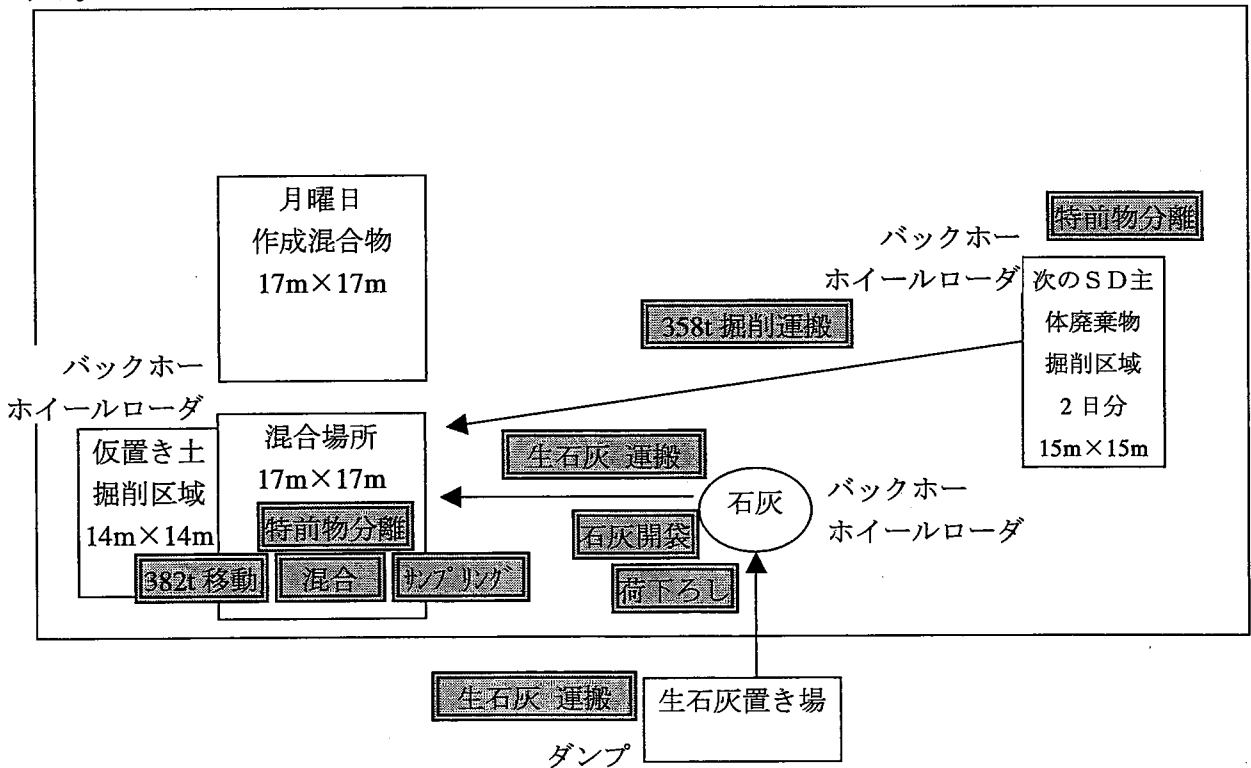 月曜日
作成混合物
17m×17m
特前物分離
バックホー
ホイールローダ
次のSD主
体廃棄物
掘削区域
2日分
15m×15m
358t 掘削運搬
バックホー
ホイールローダ
仮置き土
掘削区域
14m×14m
混合場所
17m×17m
特前物分離
382t 移動
混合
サンプリング
生石灰 運搬
石灰
バックホー
ホイールローダ
石灰開袋
荷下ろし
生石灰 運搬
生石灰置き場
ダンプ